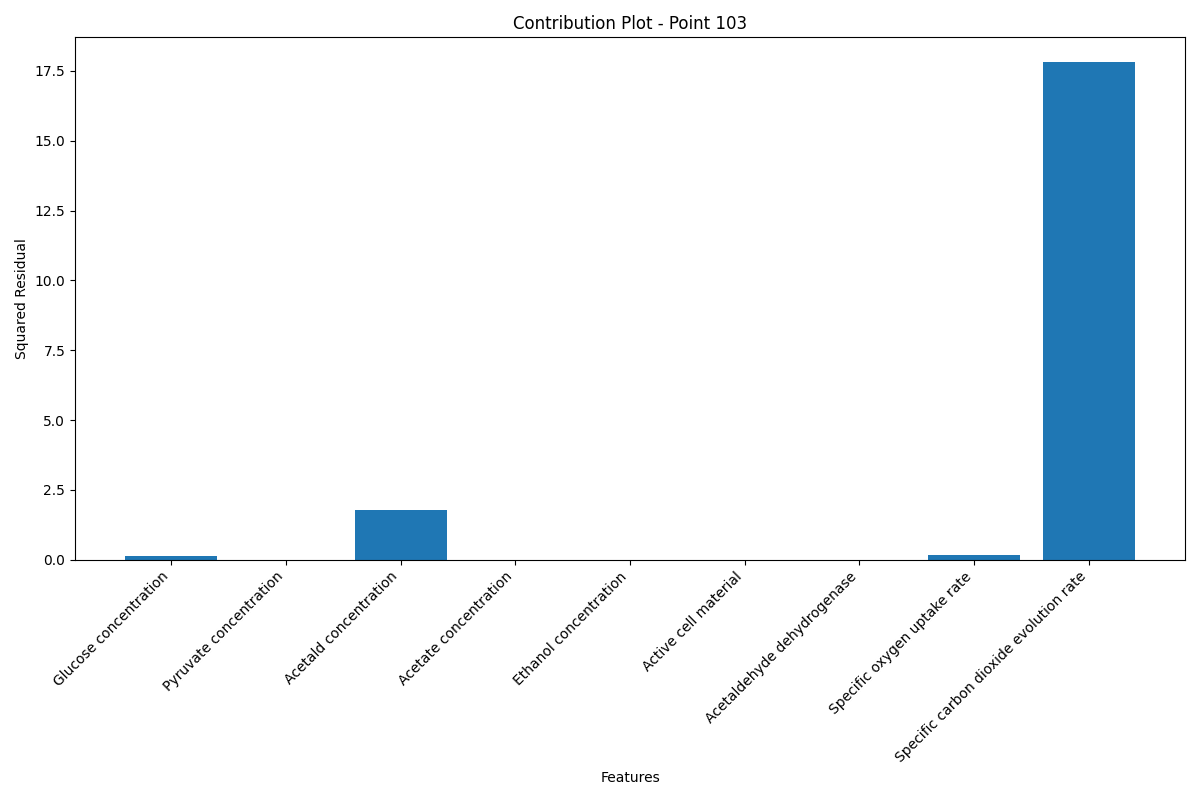 Contribution Plot - Point 103
Squared Residual
17.5
15.0
12.5
10.0
7.5
5.0
2.5
0.0
Glucose concentration
Pyruvate concentration
Acetald concentration
Acetate concentration
Ethanol concentration
Active cell material
Acetaldehyde dehydrogenase
Specific oxygen uptake rate
Specific carbon dioxide evolution rate
Features